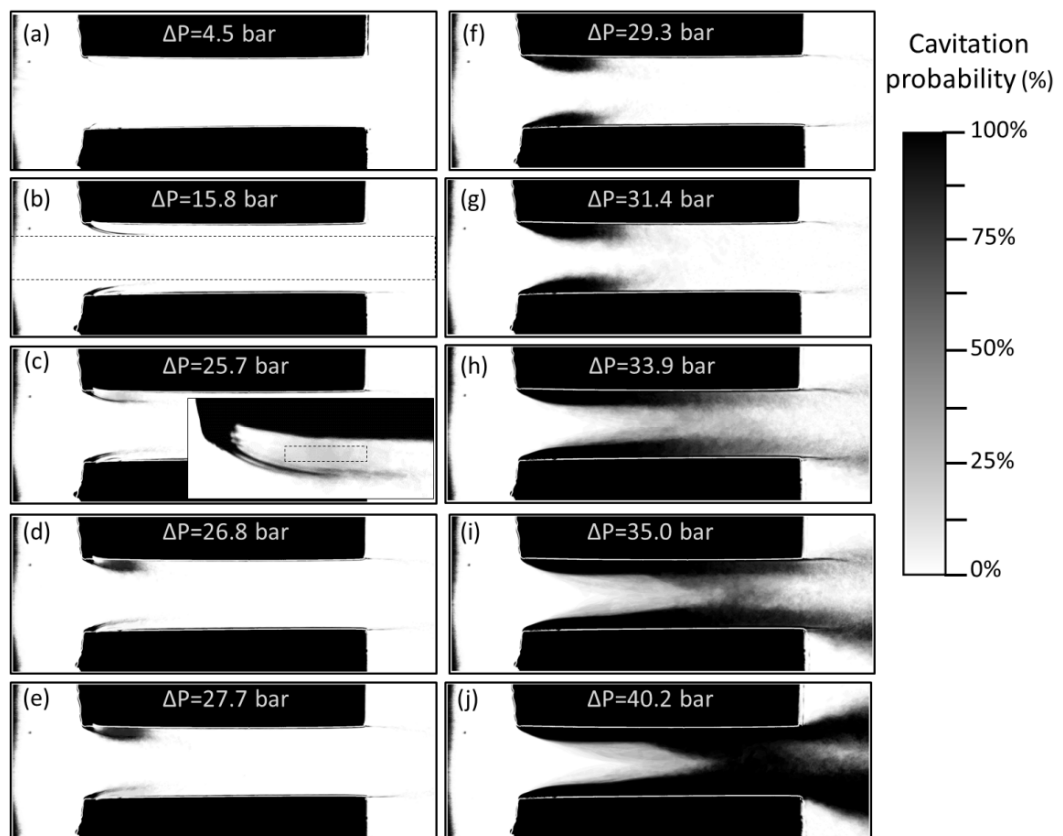 (a)
ΔP=4.5 bar
(b)
ΔP=15.8 bar
(c)
ΔP=25.7 bar
(d)
ΔP=26.8 bar
(e)
ΔP=27.7 bar
(f)
ΔP=29.3 bar
(g)
ΔP=31.4 bar
(h)
ΔP=33.9 bar
(i)
ΔP=35.0 bar
(j)
ΔP=40.2 bar
Cavitation
probability (%)
100%
75%
50%
25%
0%